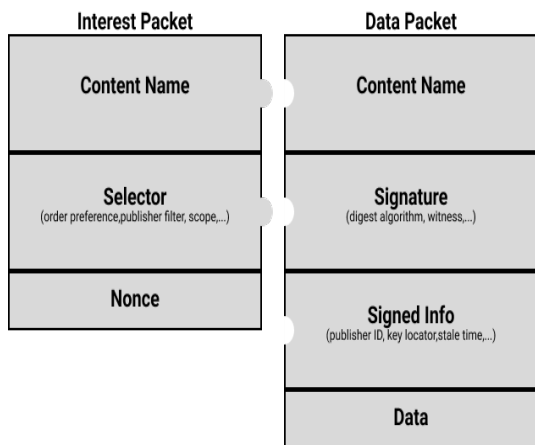 Interest Packet
Content Name
Selector
(order preference,publisher filter, scope,...)
Nonce
Data Packet
Content Name
Signature
(digest algorithm, witness,...)
Signed Info
(publisher ID, key locator,stale time,...)
Data